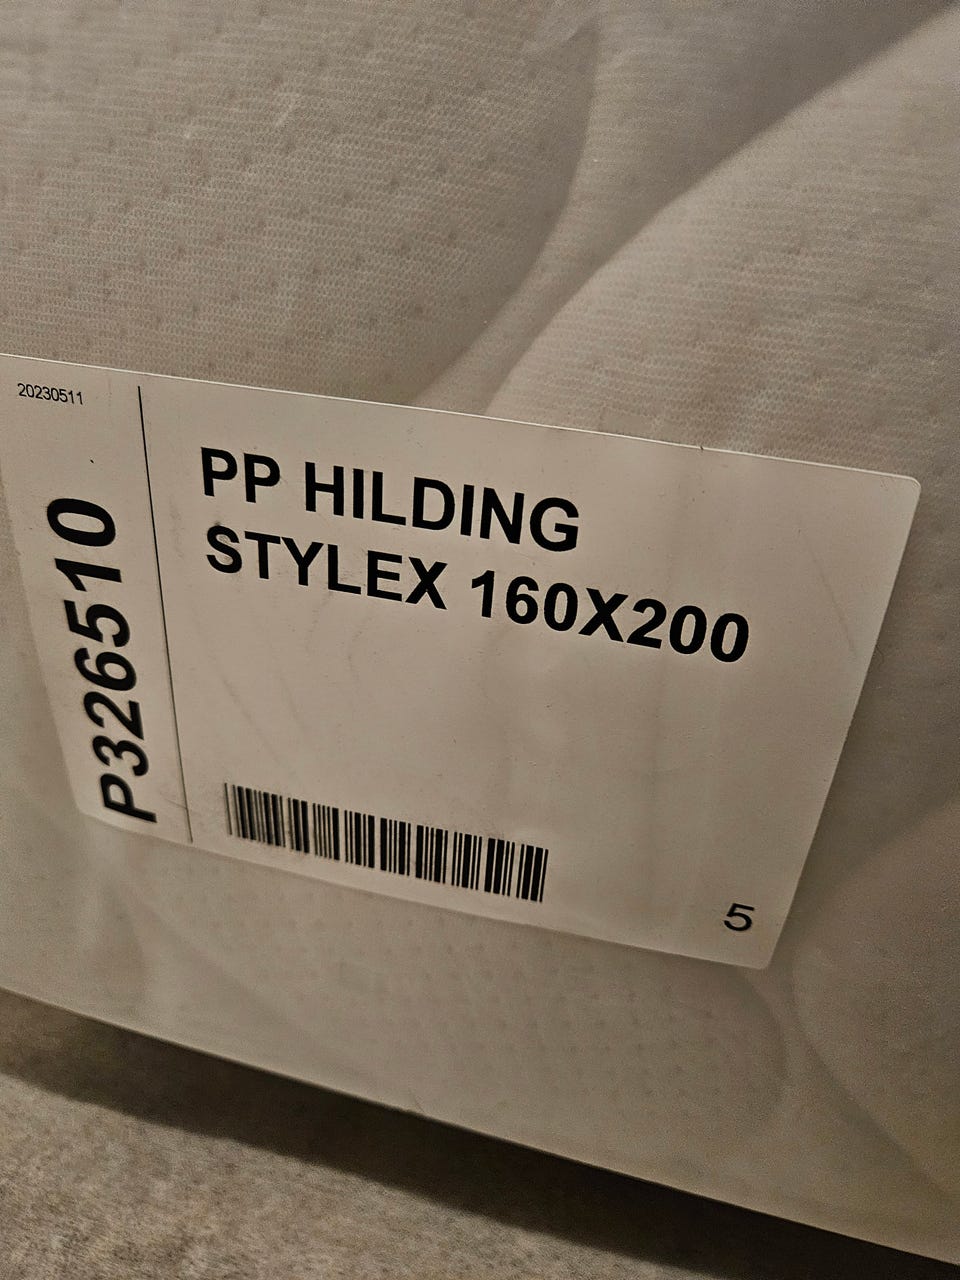 20230511
P326510
PP HILDING
STYLEX 160X200
5